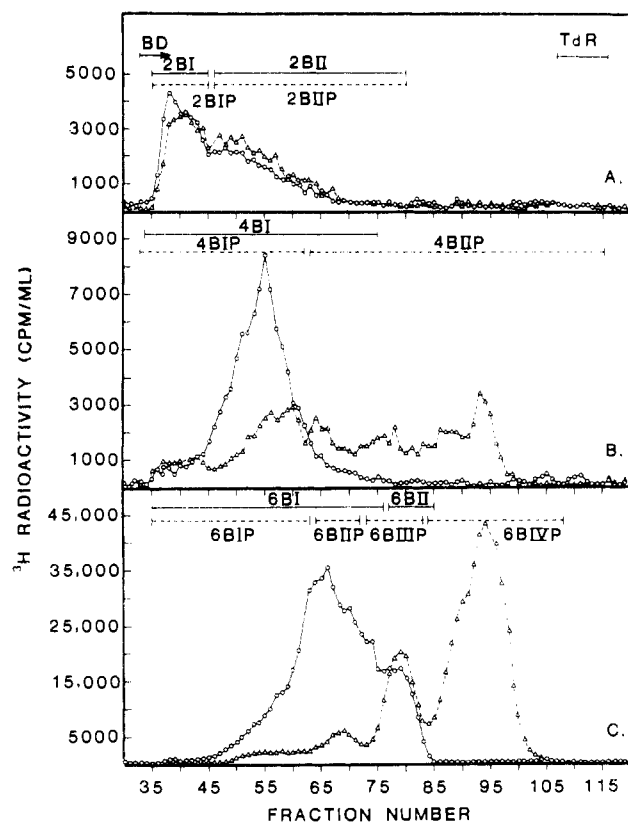 BD TdR
2BI 2BII
5000 2BIP 2BIIP
3000
1000 A.
4BI
9000 4BIP 4BIIP
7000
5000
3000
1000 B.
6BI 6BII
45,000 6BIP 6BIIP 6BIIIP 6BIVP
35,000
25,000
15,000
5000 C.
35 45 55 65 75 85 95 105 115
FRACTION NUMBER
³H RADIOACTIVITY (CPM/ML)